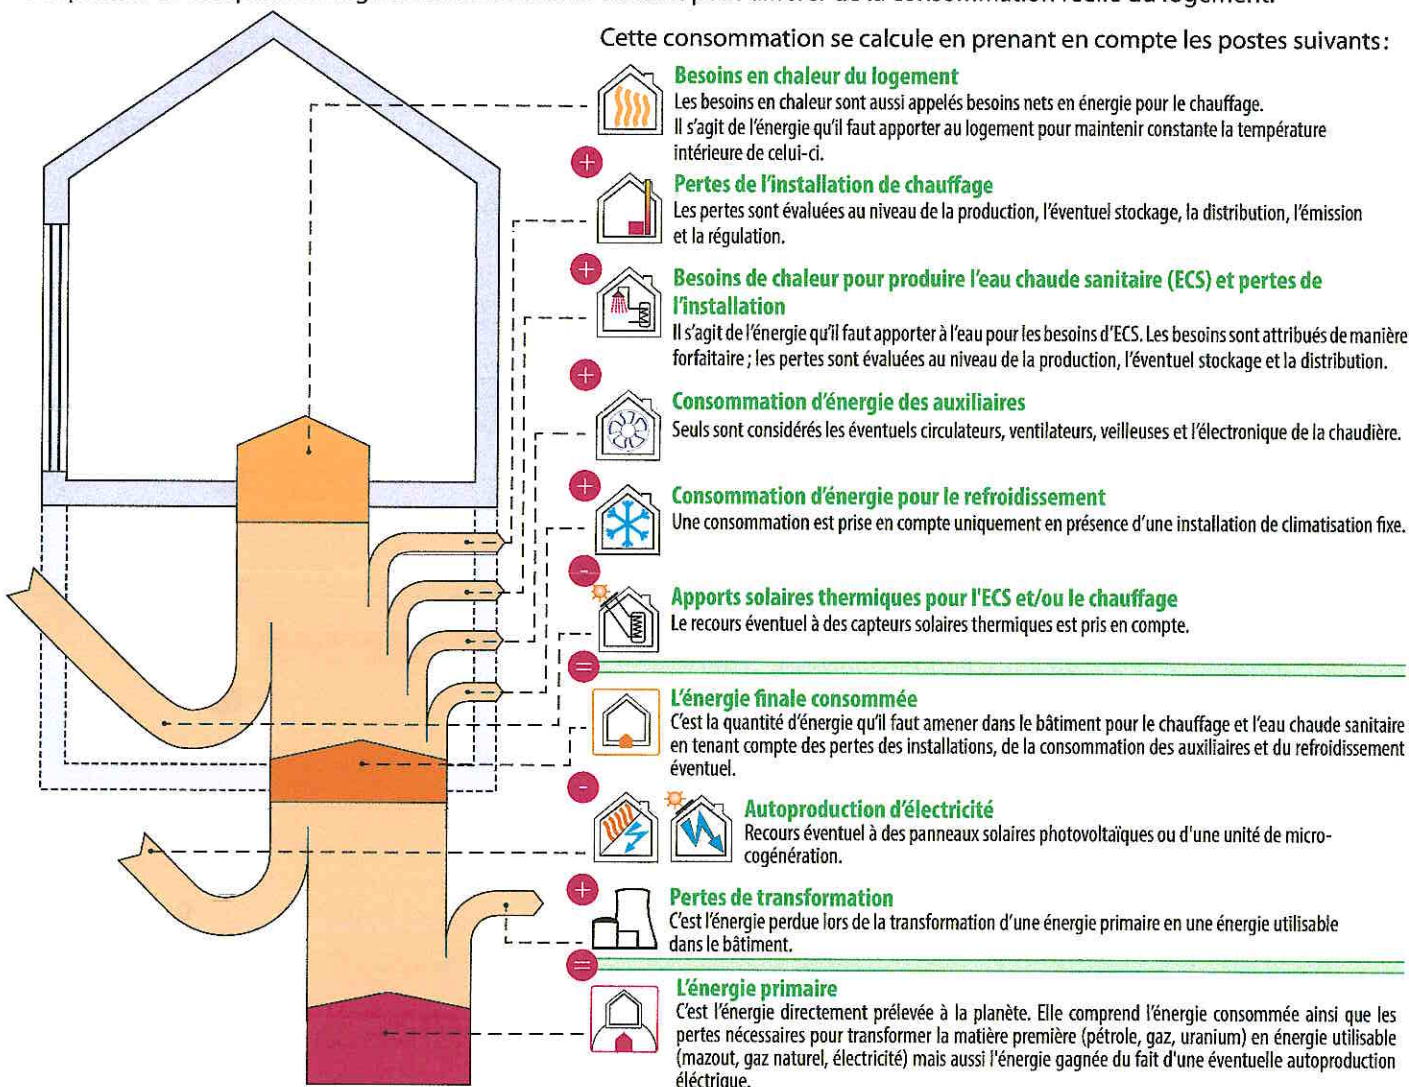 Cette consommation se calcule en prenant en compte les postes suivants:
Besoins en chaleur du logement
Les besoins en chaleur sont aussi appelés besoins nets en énergie pour le chauffage.
Il s'agit de l'énergie qu'il faut apporter au logement pour maintenir constante la température
intérieure de celui-ci.
+
Pertes de l'installation de chauffage
Les pertes sont évaluées au niveau de la production, l'éventuel stockage, la distribution, l'émission
et la régulation.
+
Besoins de chaleur pour produire l'eau chaude sanitaire (ECS) et pertes de
l'installation
Il s'agit de l'énergie qu'il faut apporter à l'eau pour les besoins d'ECS. Les besoins sont attribués de manière
forfaitaire ; les pertes sont évaluées au niveau de la production, l'éventuel stockage et la distribution.
+
Consommation d'énergie des auxiliaires
Seuls sont considérés les éventuels circulateurs, ventilateurs, veilleuses et l'électronique de la chaudière.
+
Consommation d'énergie pour le refroidissement
Une consommation est prise en compte uniquement en présence d'une installation de climatisation fixe.
-
Apports solaires thermiques pour l'ECS et/ou le chauffage
Le recours éventuel à des capteurs solaires thermiques est pris en compte.
=
L'énergie finale consommée
C'est la quantité d'énergie qu'il faut amener dans le bâtiment pour le chauffage et l'eau chaude sanitaire
en tenant compte des pertes des installations, de la consommation des auxiliaires et du refroidissement
éventuel.
-
Autoproduction d'électricité
Recours éventuel à des panneaux solaires photovoltaïques ou d'une unité de micro-
cogénération.
+
Pertes de transformation
C'est l'énergie perdue lors de la transformation d'une énergie primaire en une énergie utilisable
dans le bâtiment.
=
L'énergie primaire
C'est l'énergie directement prélevée à la planète. Elle comprend l'énergie consommée ainsi que les
pertes nécessaires pour transformer la matière première (pétrole, gaz, uranium) en énergie utilisable
(mazout, gaz naturel, électricité) mais aussi l'énergie gagnée du fait d'une éventuelle autoproduction
éléctrique.